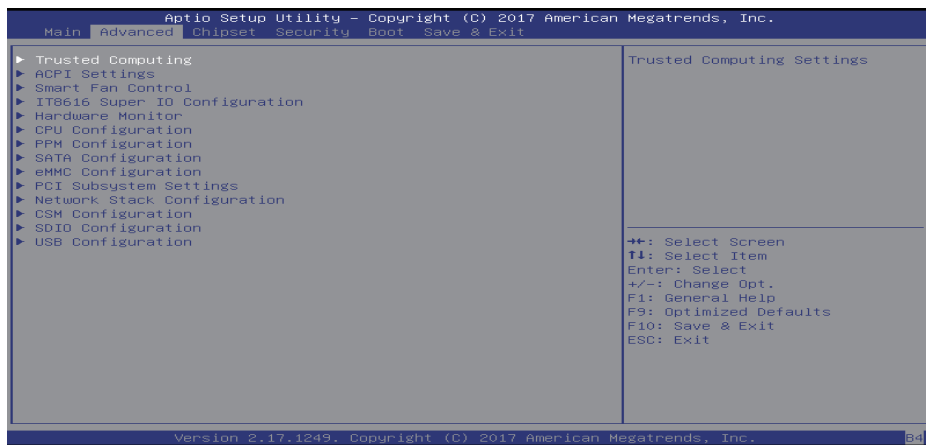 Aptio Setup Utility – Copyright (C) 2017 American Megatrends, Inc.
Main Advanced Chipset Security Boot Save & Exit
▶ Trusted Computing
▶ ACPI Settings
▶ Smart Fan Control
▶ IT8616 Super IO Configuration
▶ Hardware Monitor
▶ CPU Configuration
▶ PPM Configuration
▶ SATA Configuration
▶ eMMC Configuration
▶ PCI Subsystem Settings
▶ Network Stack Configuration
▶ CSM Configuration
▶ SDIO Configuration
▶ USB Configuration
Trusted Computing Settings
→←: Select Screen
↑↓: Select Item
Enter: Select
+/-: Change Opt.
F1: General Help
F9: Optimized Defaults
F10: Save & Exit
ESC: Exit
Version 2.17.1249. Copyright (C) 2017 American Megatrends, Inc.
B4